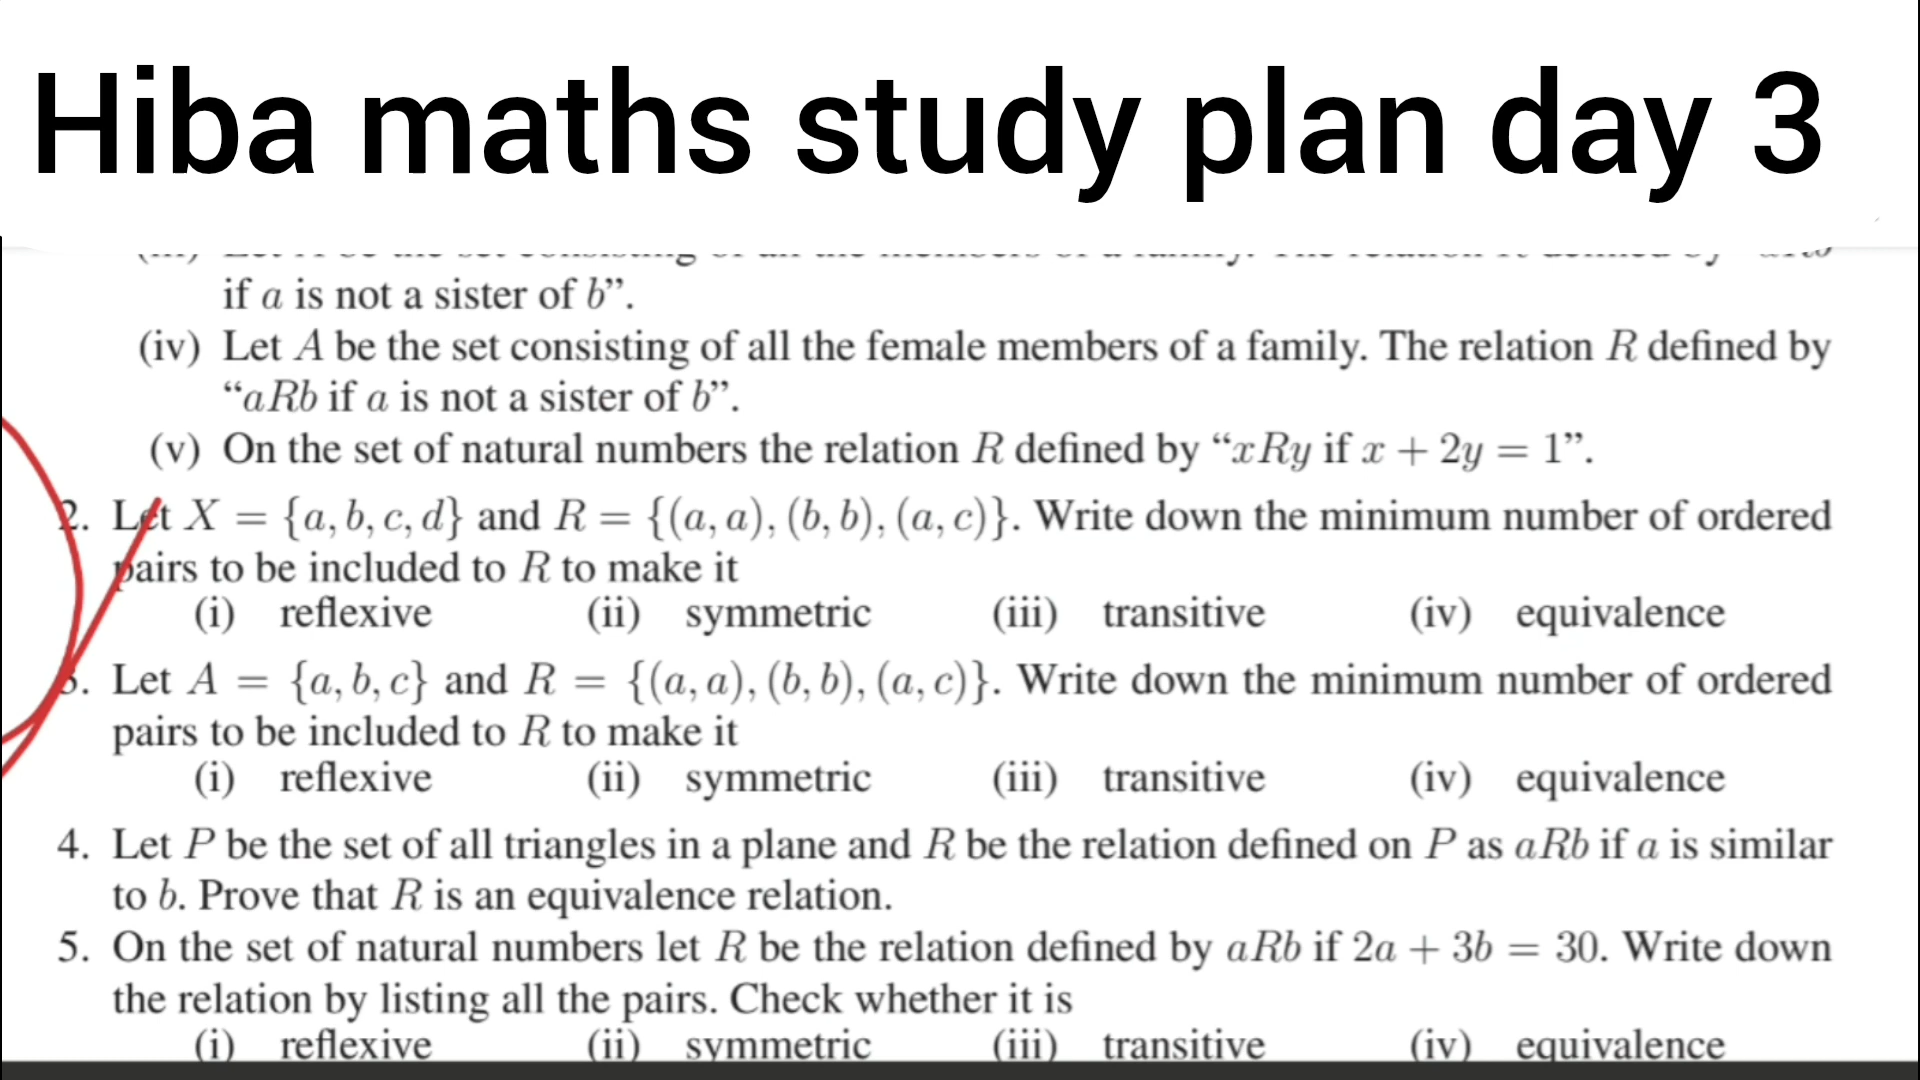 Hiba maths study plan day 3
if a is not a sister of b”.
(iv) Let A be the set consisting of all the female members of a family. The relation R defined by
“aRb if a is not a sister of b”.
(v) On the set of natural numbers the relation R defined by “xRy if x + 2y = 1”.
2. Let X = {a, b, c, d} and R = {(a, a), (b, b), (a, c)}. Write down the minimum number of ordered
pairs to be included to R to make it
(i) reflexive (ii) symmetric (iii) transitive (iv) equivalence
3. Let A = {a, b, c} and R = {(a, a), (b, b), (a, c)}. Write down the minimum number of ordered
pairs to be included to R to make it
(i) reflexive (ii) symmetric (iii) transitive (iv) equivalence
4. Let P be the set of all triangles in a plane and R be the relation defined on P as aRb if a is similar
to b. Prove that R is an equivalence relation.
5. On the set of natural numbers let R be the relation defined by aRb if 2a + 3b = 30. Write down
the relation by listing all the pairs. Check whether it is
(i) reflexive (ii) symmetric (iii) transitive (iv) equivalence